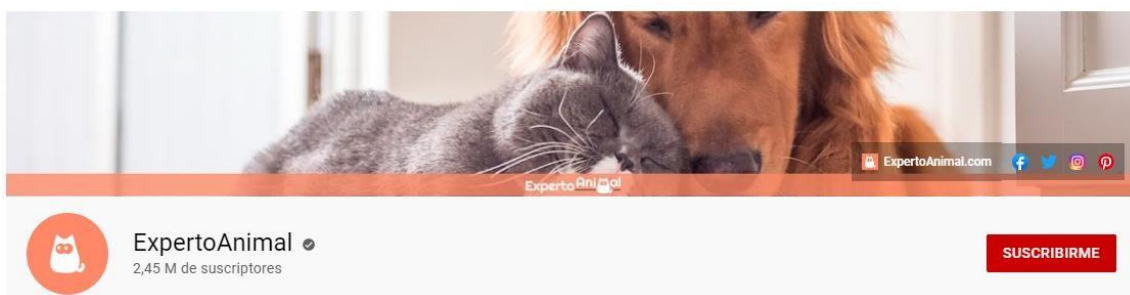 ExpertoAnimal.com
ExpertoAnimal
ExpertoAnimal
2,45 M de suscriptores
SUSCRIBIRME